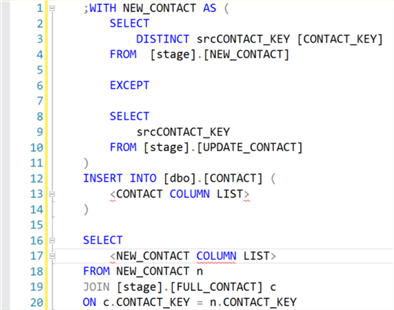 1 ;WITH NEW_CONTACT AS (
2 SELECT
3 DISTINCT srcCONTACT_KEY [CONTACT_KEY]
4 FROM [stage].[NEW_CONTACT]
5
6 EXCEPT
7
8 SELECT
9 srcCONTACT_KEY
10 FROM [stage].[UPDATE_CONTACT]
11 )
12 INSERT INTO [dbo].[CONTACT] (
13 <CONTACT COLUMN LIST>
14 )
15
16 SELECT
17 <NEW_CONTACT COLUMN LIST>
18 FROM NEW_CONTACT n
19 JOIN [stage].[FULL_CONTACT] c
20 ON c.CONTACT_KEY = n.CONTACT_KEY